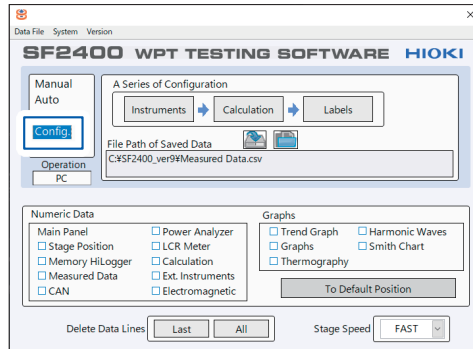 Data File System Version
SF2400 WPT TESTING SOFTWARE HIOKI
Manual
Auto
Config.
Operation
PC
A Series of Configuration
Instruments Calculation Labels
File Path of Saved Data
C:¥SF2400_ver9¥Measured Data.csv
Numeric Data
Main Panel
Stage Position
Memory HiLogger
Measured Data
CAN
Power Analyzer
LCR Meter
Calculation
Ext. Instruments
Electromagnetic
Graphs
Trend Graph Harmonic Waves
Graphs Smith Chart
Thermography
To Default Position
Delete Data Lines Last All Stage Speed FAST